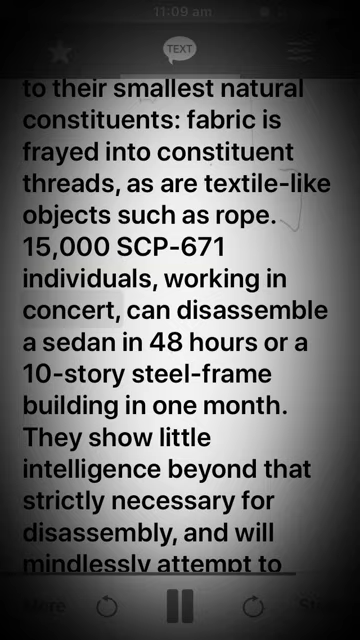 11:09 am
TEXT
to their smallest natural
constituents: fabric is
frayed into constituent
threads, as are textile-like
objects such as rope.
15,000 SCP-671
individuals, working in
concert, can disassemble
a sedan in 48 hours or a
10-story steel-frame
building in one month.
They show little
intelligence beyond that
strictly necessary for
disassembly, and will
mindlessly attempt to